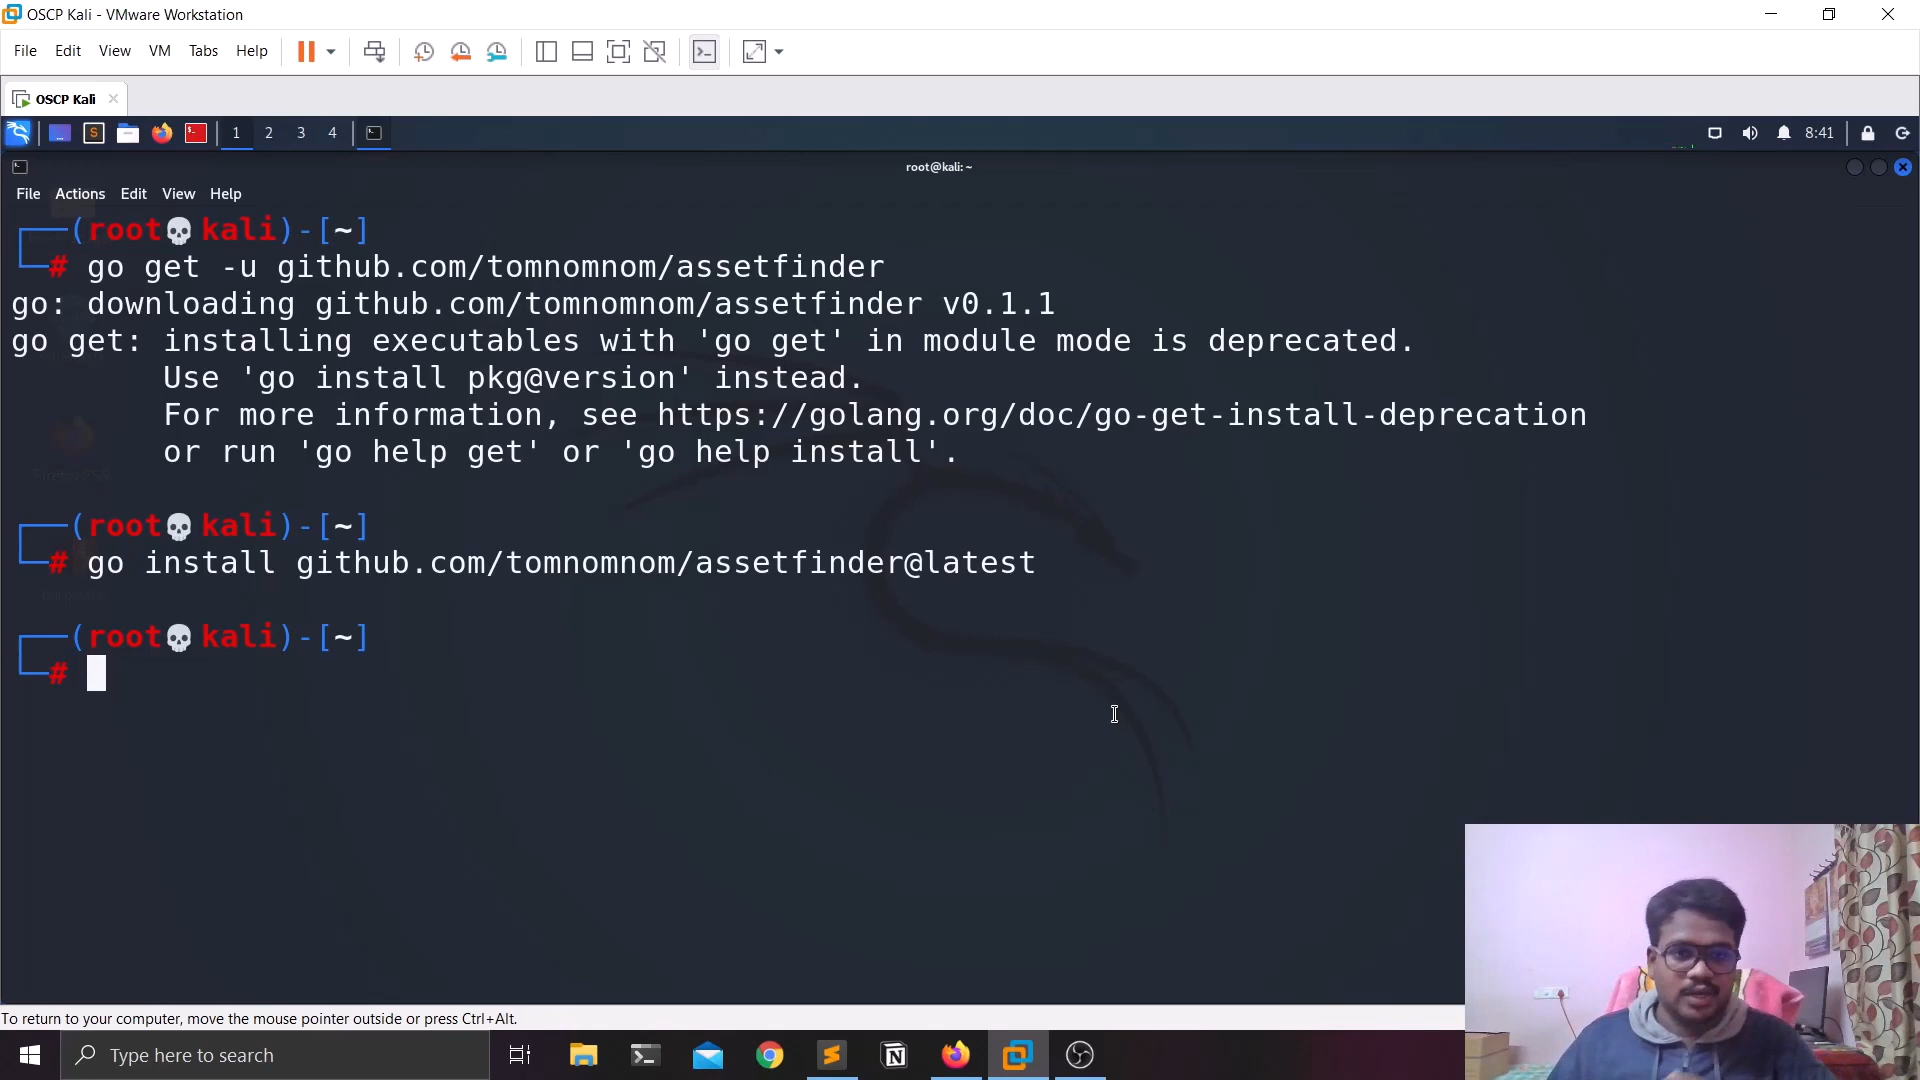 OSCP Kali - VMware Workstation
File Edit View VM Tabs Help
OSCP Kali
1 2 3 4
8:41
root@kali: ~
File Actions Edit View Help
(root💀kali)-[~]
# go get -u github.com/tomnomnom/assetfinder
go: downloading github.com/tomnomnom/assetfinder v0.1.1
go get: installing executables with 'go get' in module mode is deprecated.
Use 'go install pkg@version' instead.
For more information, see https://golang.org/doc/go-get-install-deprecation
or run 'go help get' or 'go help install'.
(root💀kali)-[~]
# go install github.com/tomnomnom/assetfinder@latest
(root💀kali)-[~]
#
To return to your computer, move the mouse pointer outside or press Ctrl+Alt.
Type here to search